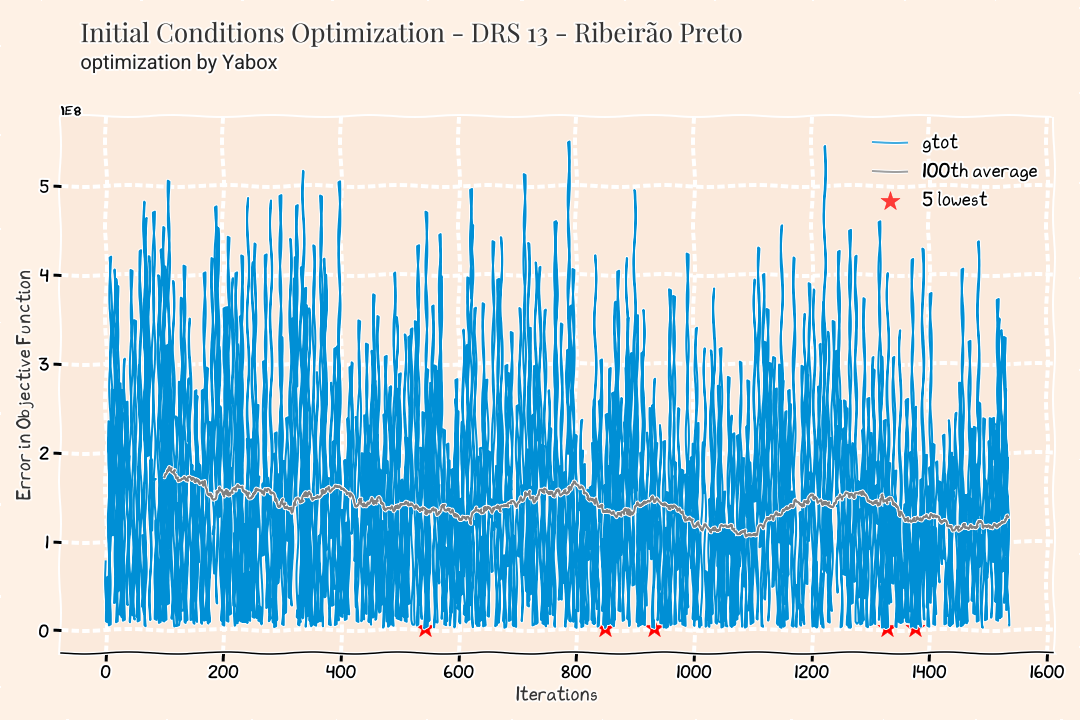 Initial Conditions Optimization - DRS 13 - Ribeirão Preto
optimization by Yabox
1E8
gtot
100th average
5 lowest
5
4
3
2
1
0
Error in Objective Function
0 200 400 600 800 1000 1200 1400 1600
Iterations